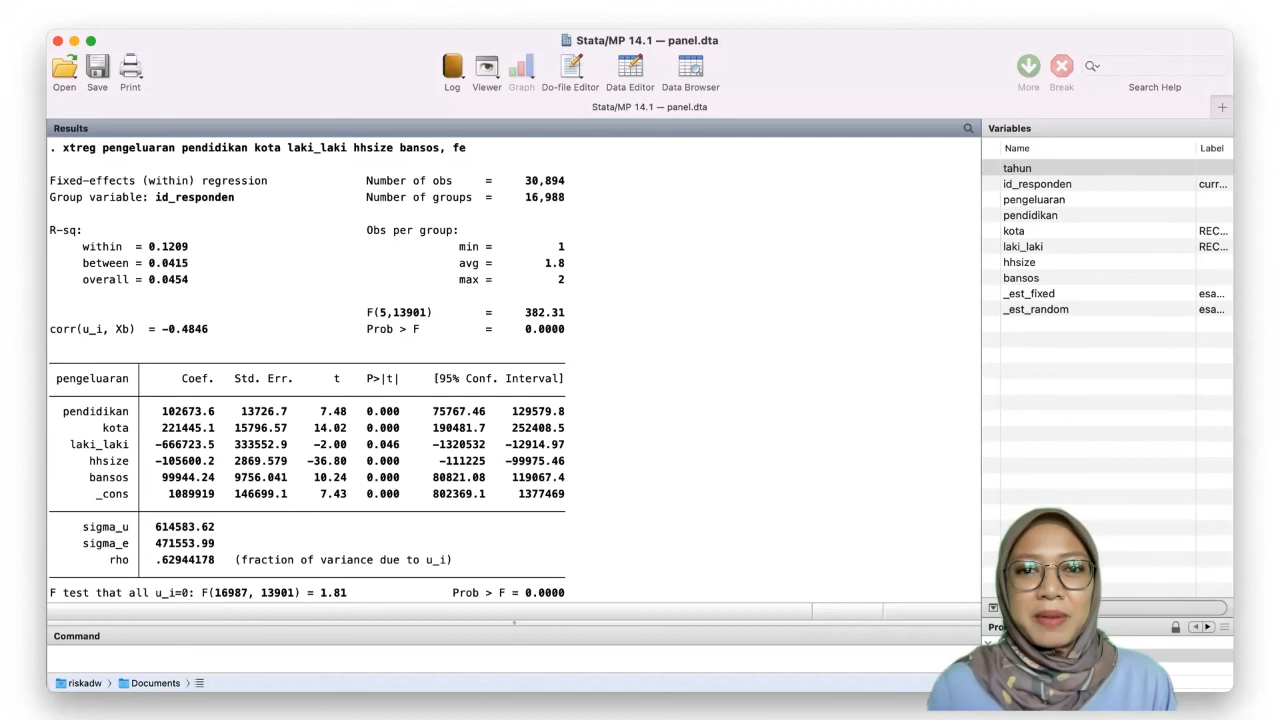 Stata/MP 14.1 — panel.dta
Open Save Print Log Viewer Graph Do-file Editor Data Editor Data Browser More Break Search Help
Stata/MP 14.1 — panel.dta
Results
. xtreg pengeluaran pendidikan kota laki_laki hhsize bansos, fe
Fixed-effects (within) regression Number of obs = 30,894
Group variable: id_responden Number of groups = 16,988
R-sq: Obs per group:
within = 0.1209 min = 1
between = 0.0415 avg = 1.8
overall = 0.0454 max = 2
F(5,13901) = 382.31
corr(u_i, Xb) = -0.4846 Prob > F = 0.0000
pengeluaran Coef. Std. Err. t P>|t| [95% Conf. Interval]
pendidikan 102673.6 13726.7 7.48 0.000 75767.46 129579.8
kota 221445.1 15796.57 14.02 0.000 190481.7 252408.5
laki_laki -666723.5 333552.9 -2.00 0.046 -1320532 -12914.97
hhsize -105600.2 2869.579 -36.80 0.000 -111225 -99975.46
bansos 99944.24 9756.041 10.24 0.000 80821.08 119067.4
_cons 1089919 146699.1 7.43 0.000 802369.1 1377469
sigma_u 614583.62
sigma_e 471553.99
rho .62944178 (fraction of variance due to u_i)
F test that all u_i=0: F(16987, 13901) = 1.81 Prob > F = 0.0000
Command
riskadw Documents
Variables
Name Label
tahun
id_responden curr...
pengeluaran
pendidikan
kota REC...
laki_laki REC...
hhsize
bansos
_est_fixed esa...
_est_random esa...